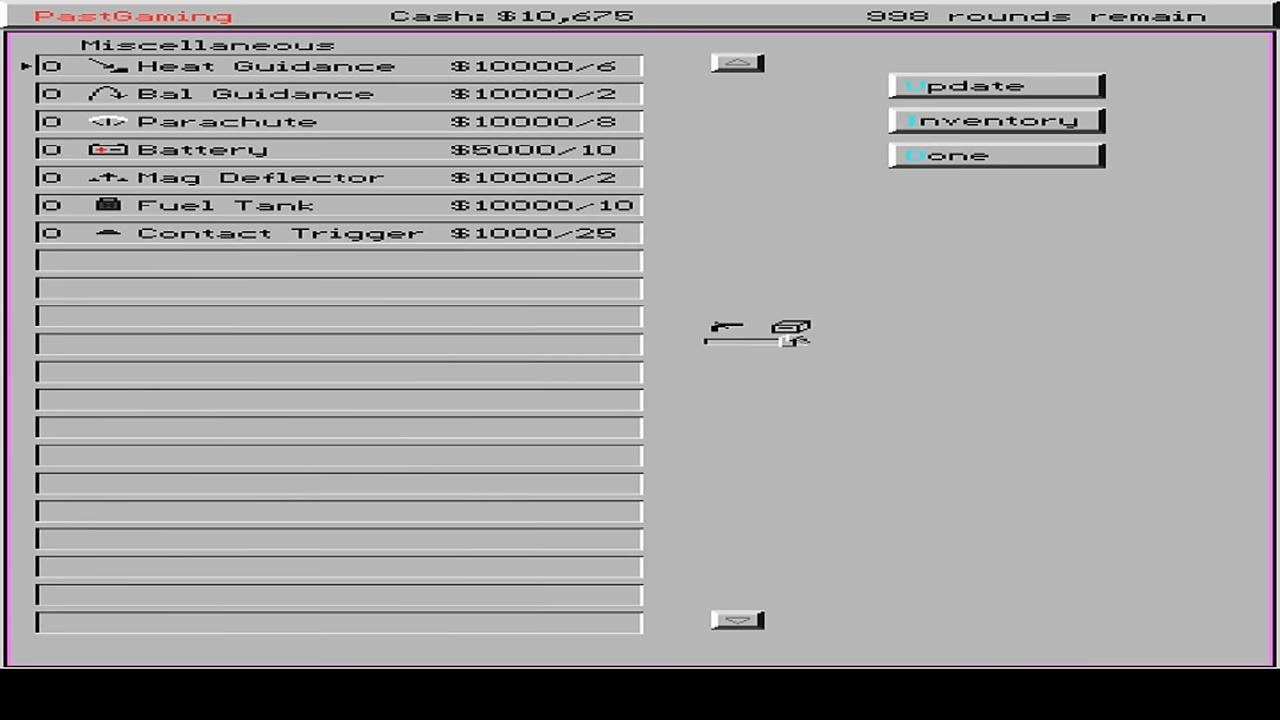 PastGaming Cash: $10,675 998 rounds remain
Miscellaneous
0 Heat Guidance $10000/6
0 Bal Guidance $10000/2
0 Parachute $10000/8
0 Battery $5000/10
0 Mag Deflector $10000/2
0 Fuel Tank $10000/10
0 Contact Trigger $1000/25
Update
Inventory
Done